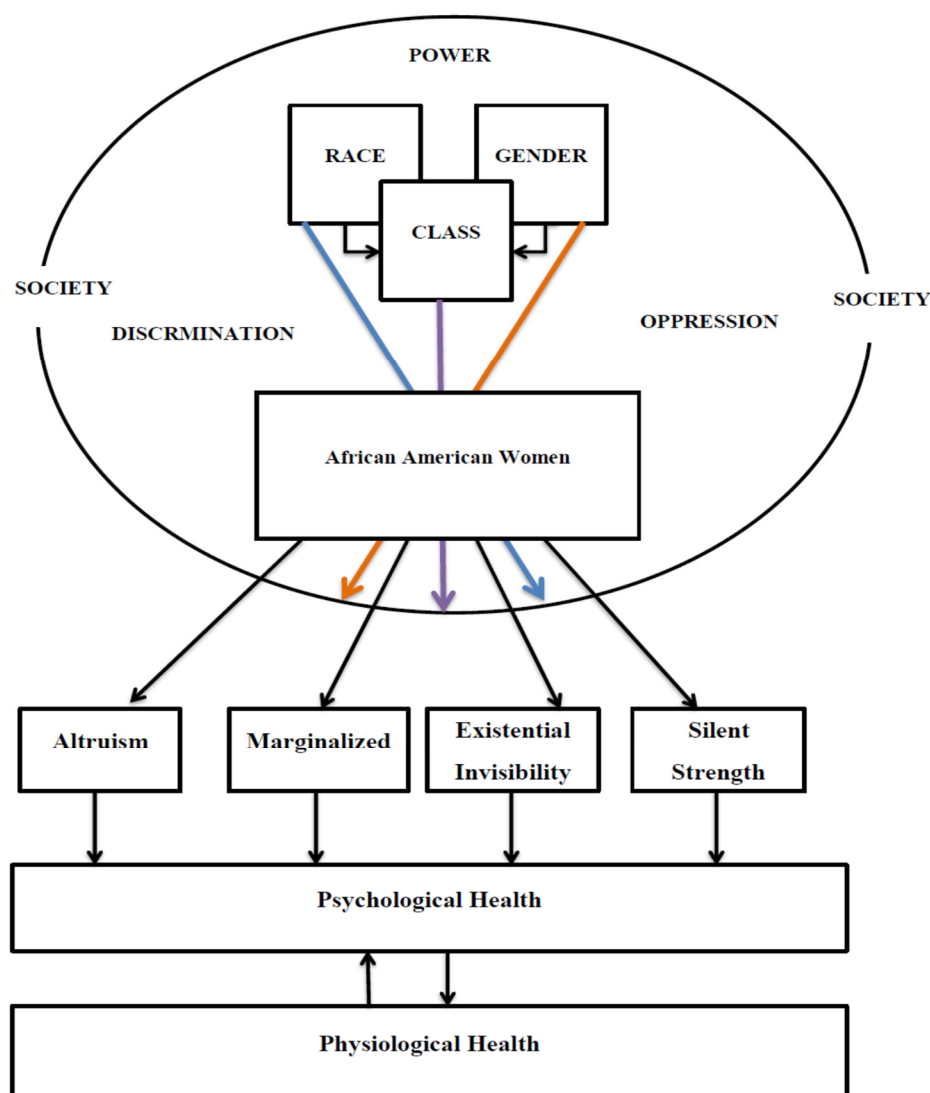 POWER
RACE
GENDER
CLASS
SOCIETY
SOCIETY
DISCRMINATION
OPPRESSION
African American Women
Altruism
Marginalized
Existential
Invisibility
Silent
Strength
Psychological Health
Physiological Health